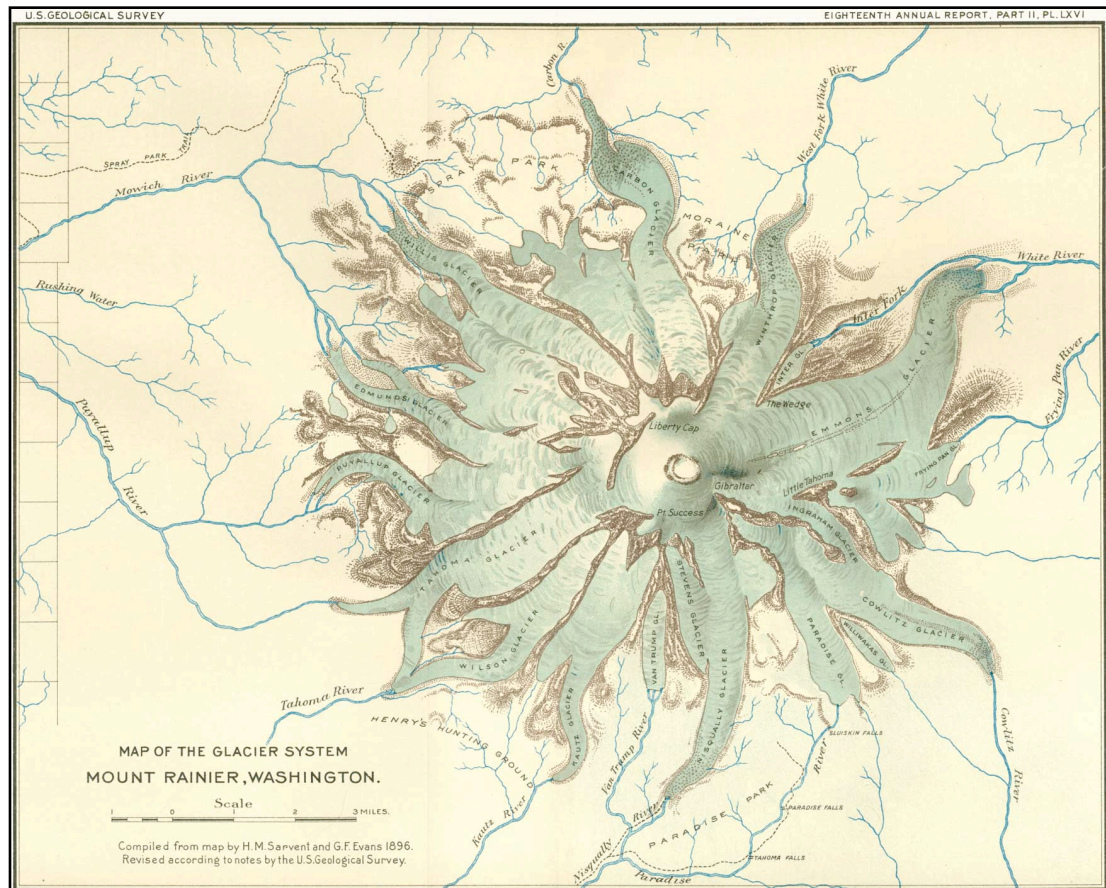 U.S. GEOLOGICAL SURVEY
EIGHTEENTH ANNUAL REPORT, PART II, PL. LXVI
Carbon R.
West Fork White River
SPRAY PARK TRAIL
Mowich River
SPRAY PARK
CARBON GLACIER
MORAINE PARK
WILLIS GLACIER
WINTHROP GLACIER
White River
Inter Fork
Rushing Water
INTER GL.
EMMONS GLACIER
Frying Pan River
EDMUNDS GLACIER
The Wedge
Liberty Cap
Parallup River
PUYALLUP GLACIER
FRYING PAN GL.
Gibraltar
Little Tahoma
Pt Success
INGRAHAM GLACIER
TAHOMA GLACIER
STEVENS GLACIER
COWLITZ GLACIER
WILSON GLACIER
VAN TRUMP GL.
PARADISE GL.
WILUWAKAS GL.
Tahoma River
HENRY'S HUNTING GROUND
KAUTZ GLACIER
NISQUALLY GLACIER
SLUISKIN FALLS
Cowlitz River
Van Trump River
MAP OF THE GLACIER SYSTEM
MOUNT RAINIER, WASHINGTON.
Scale
1 0 1 2 3 MILES.
Kautz River
PARADISE PARK
PARADISE FALLS
TAHOMA FALLS
Nisqually River
Paradise River
Compiled from map by H.M. Sarvent and G.F. Evans 1896.
Revised according to notes by the U.S. Geological Survey.